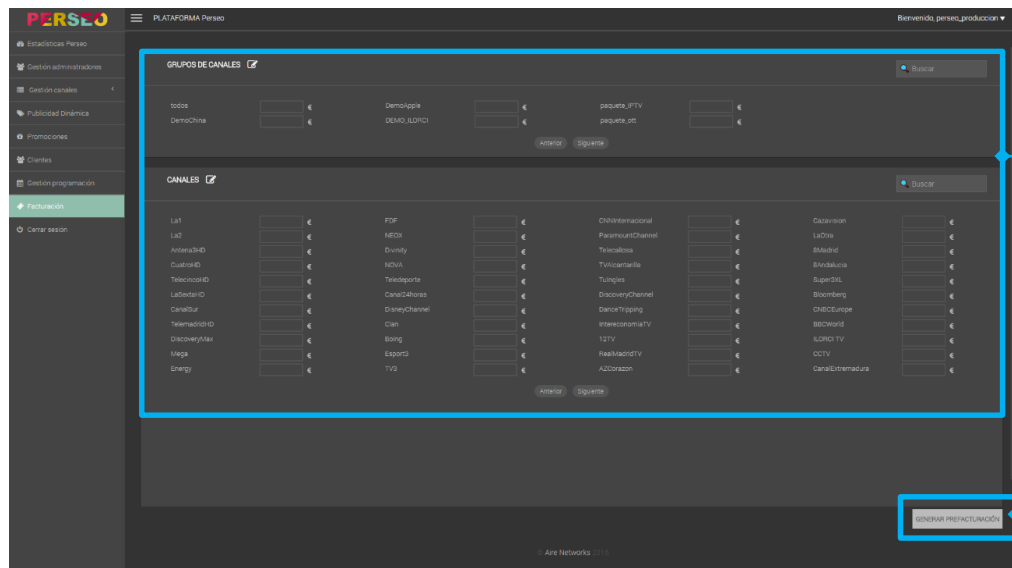 PERSEO
PLATAFORMA Perseo
Bienvenido, perseo_produccion ▾
Estadísticas Perseo
Gestión administradores
Gestión canales
Publicidad Dinámica
Promociones
Clientes
Gestión programación
Facturación
Cerrar sesión
GRUPOS DE CANALES
Buscar
todos € DemoApple € paquete_IPTV €
DemoChina € DEMO_ILORCI € paquete_ott €
Anterior Siguiente
CANALES
Buscar
La1 € FDF € CNNInternacional € Cazavision €
La2 € NEOX € ParamountChannel € LaOtra €
Antena3HD € Divinity € € 8Madrid €
CuatroHD € NOVA € TVAlcantarilla € 8Andalucia €
TelecincoHD € Teledeporte € TuIngles € Super3XL €
LaSextaHD € Canal24horas € DiscoveryChannel € Bloomberg €
CanalSur € DisneyChannel € DanceTripping € CNBCEurope €
TelemadridHD € Clan € IntereconomiaTV € BBCWorld €
DiscoveryMax € Boing € 13TV € ILORCI TV €
Mega € Esport3 € RealMadridTV € CCTV €
Energy € TV3 € AZCorazon € CanalExtremadura €
Anterior Siguiente
GENERAR PREFACTURACIÓN
© Aire Networks